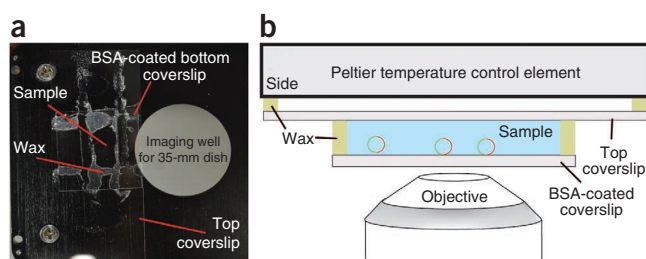 a
BSA-coated bottom
coverslip
Sample
Imaging well
for 35-mm dish
Wax
Top
coverslip
b
Peltier temperature control element
Side
Wax
Sample
Top
coverslip
BSA-coated
coverslip
Objective